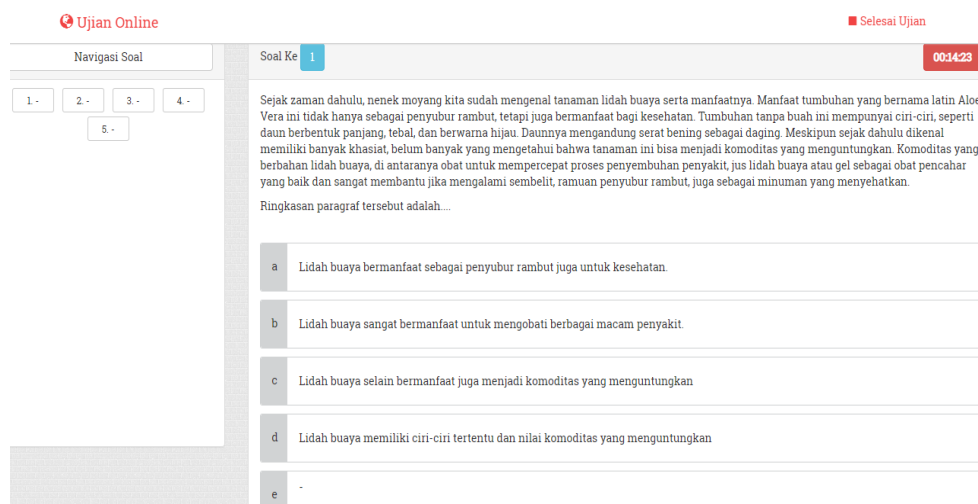 Ujian Online
Selesai Ujian
Navigasi Soal
1. -
2. -
3. -
4. -
5. -
Soal Ke 1
00:14:23
Sejak zaman dahulu, nenek moyang kita sudah mengenal tanaman lidah buaya serta manfaatnya. Manfaat tumbuhan yang bernama latin Aloe
Vera ini tidak hanya sebagai penyubur rambut, tetapi juga bermanfaat bagi kesehatan. Tumbuhan tanpa buah ini mempunyai ciri-ciri, seperti
daun berbentuk panjang, tebal, dan berwarna hijau. Daunnya mengandung serat bening sebagai daging. Meskipun sejak dahulu dikenal
memiliki banyak khasiat, belum banyak yang mengetahui bahwa tanaman ini bisa menjadi komoditas yang menguntungkan. Komoditas yang
berbahan lidah buaya, di antaranya obat untuk mempercepat proses penyembuhan penyakit, jus lidah buaya atau gel sebagai obat pencahar
yang baik dan sangat membantu jika mengalami sembelit, ramuan penyubur rambut, juga sebagai minuman yang menyehatkan.
Ringkasan paragraf tersebut adalah....
a Lidah buaya bermanfaat sebagai penyubur rambut juga untuk kesehatan.
b Lidah buaya sangat bermanfaat untuk mengobati berbagai macam penyakit.
c Lidah buaya selain bermanfaat juga menjadi komoditas yang menguntungkan
d Lidah buaya memiliki ciri-ciri tertentu dan nilai komoditas yang menguntungkan
e -